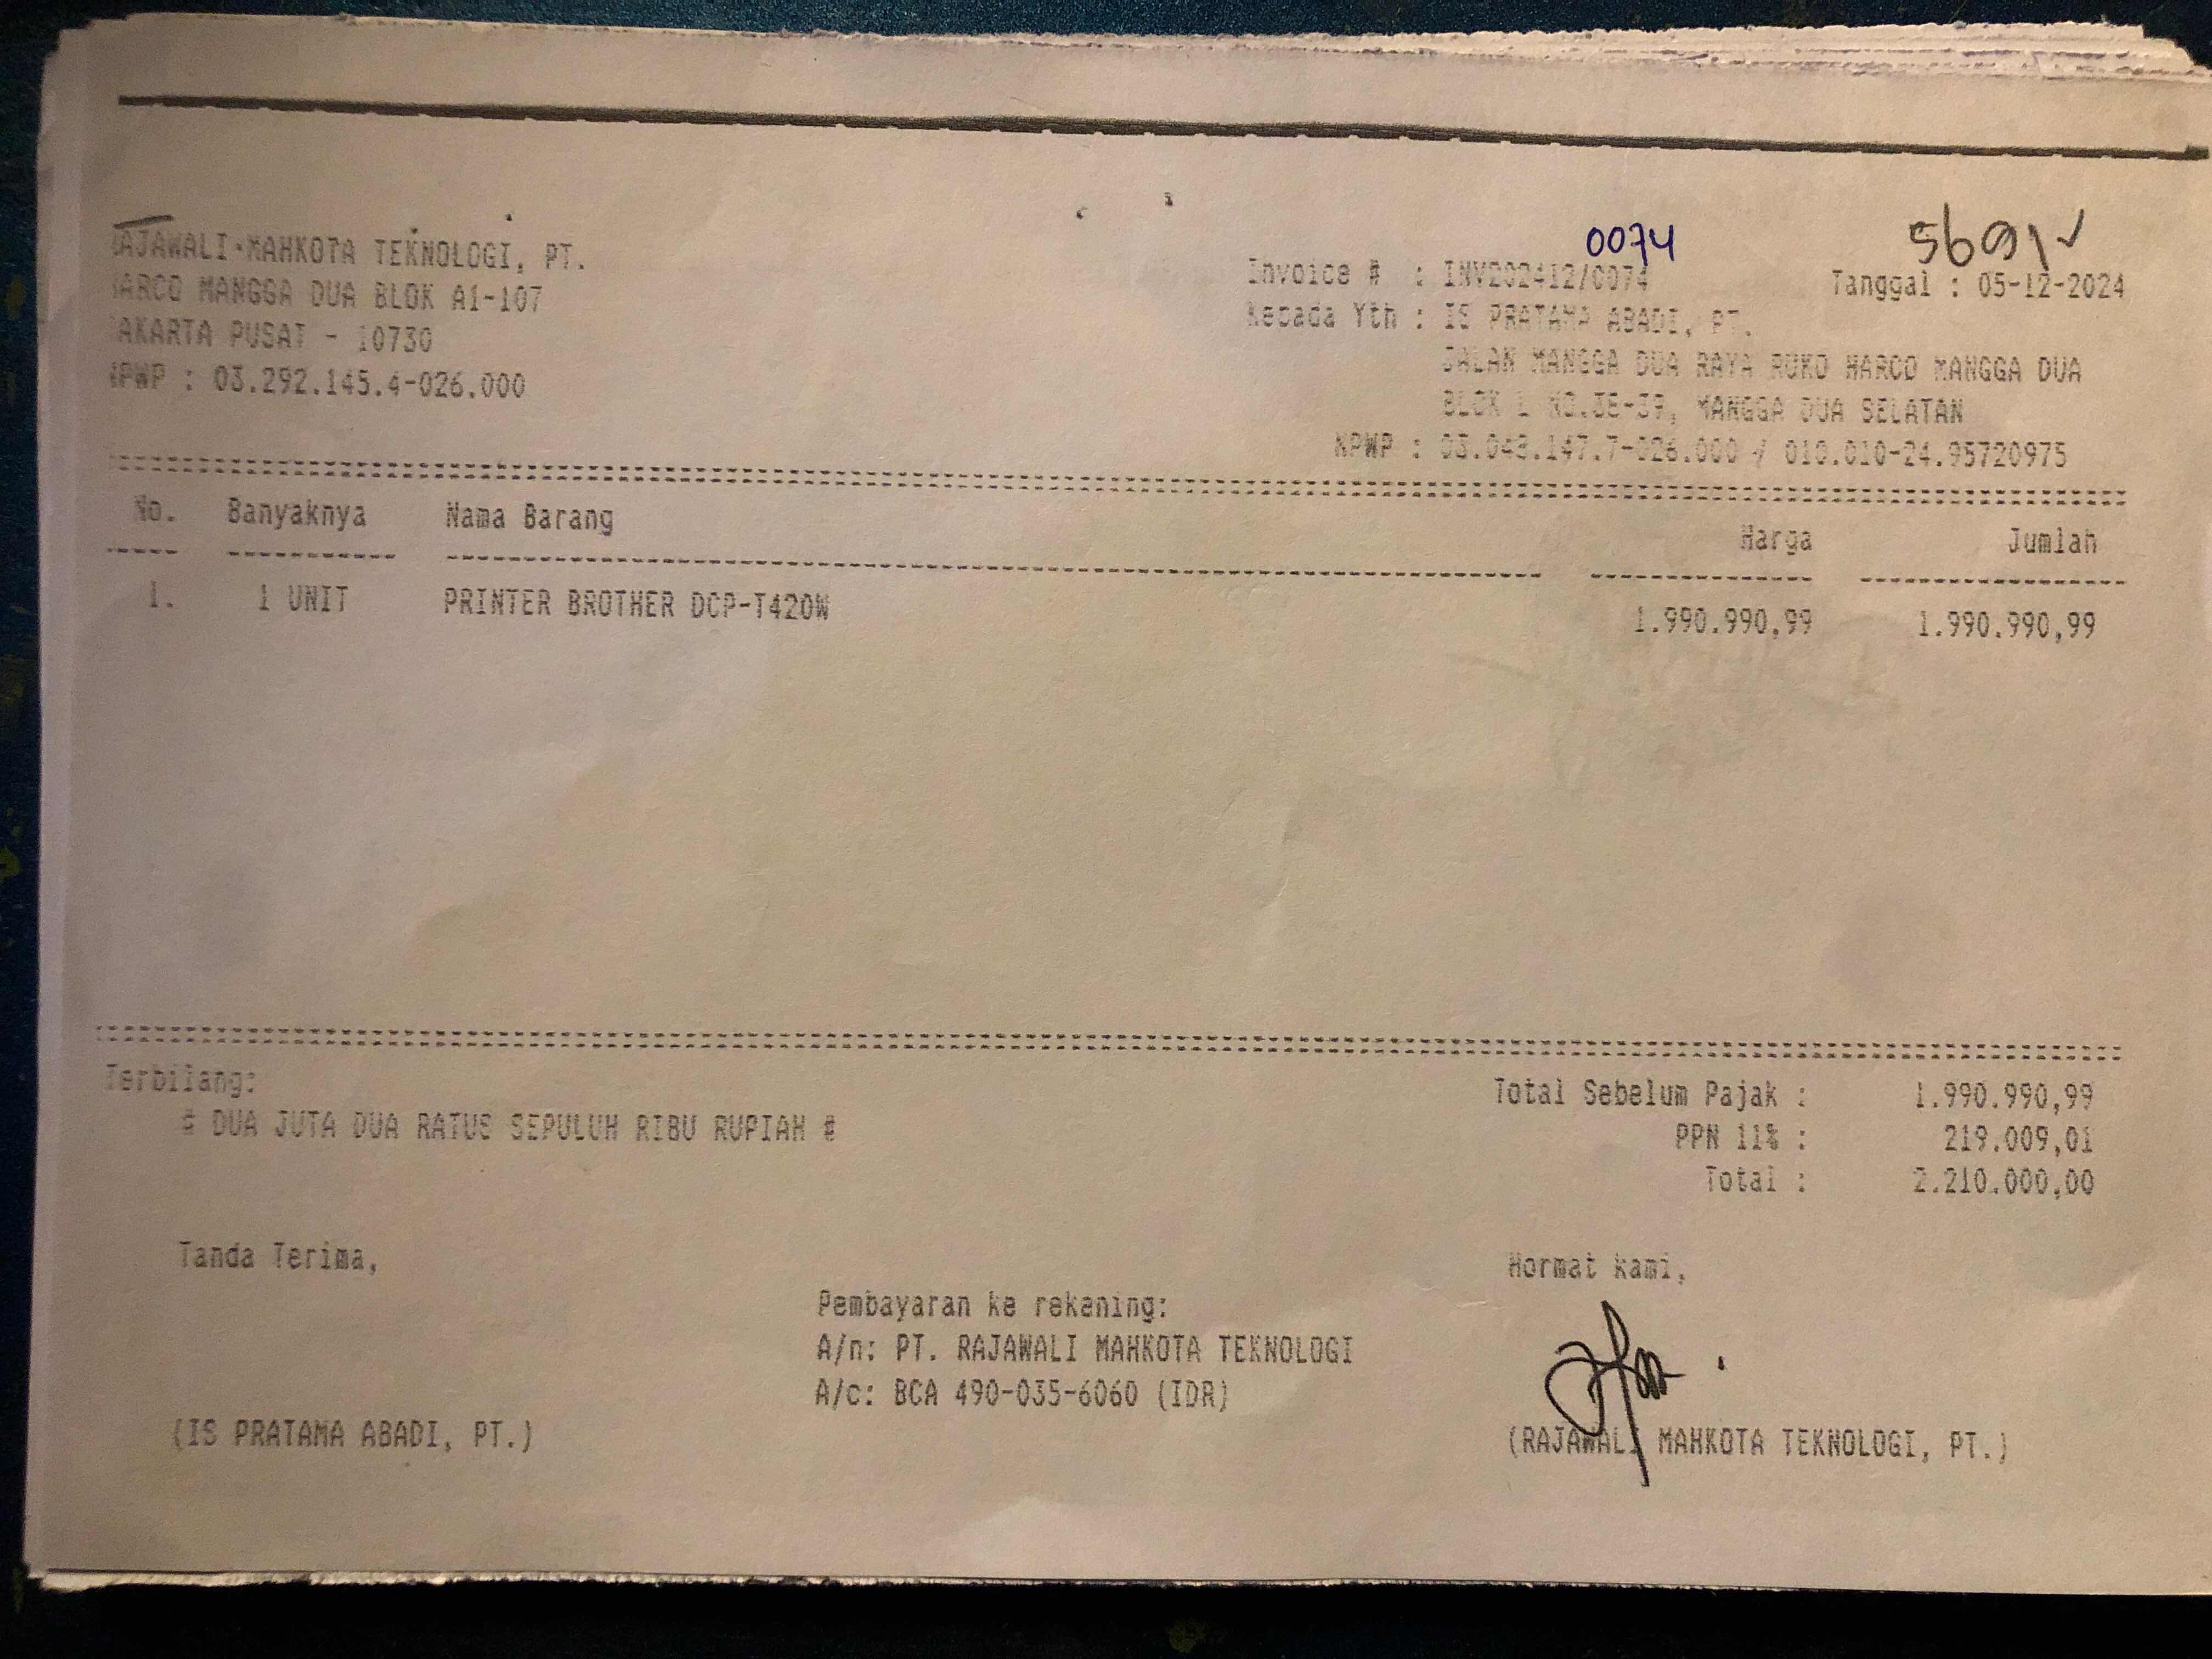 0074
5691✓
RAJAWALI MAHKOTA TEKNOLOGI, PT.
HARCO MANGGA DUA BLOK A1-107
JAKARTA PUSAT - 10730
NPWP : 03.292.145.4-026.000
Invoice # : INV202412/0074 Tanggal : 05-12-2024
Kepada Yth : IS PRATAMA ABADI, PT.
JALAN MANGGA DUA RAYA RUKO HARCO MANGGA DUA
BLOK L NO.38-39, MANGGA DUA SELATAN
NPWP : 03.043.147.7-026.000 / 010.010-24.95720975
No. Banyaknya Nama Barang Harga Jumlah
1. 1 UNIT PRINTER BROTHER DCP-T420W 1.990.990,99 1.990.990,99
Terbilang:
# DUA JUTA DUA RATUS SEPULUH RIBU RUPIAH #
Total Sebelum Pajak : 1.990.990,99
PPN 11% : 219.009,01
Total : 2.210.000,00
Tanda Terima,
(IS PRATAMA ABADI, PT.)
Pembayaran ke rekening:
A/n: PT. RAJAWALI MAHKOTA TEKNOLOGI
A/c: BCA 490-035-6060 (IDR)
Hormat kami,
(RAJAWALI MAHKOTA TEKNOLOGI, PT.)